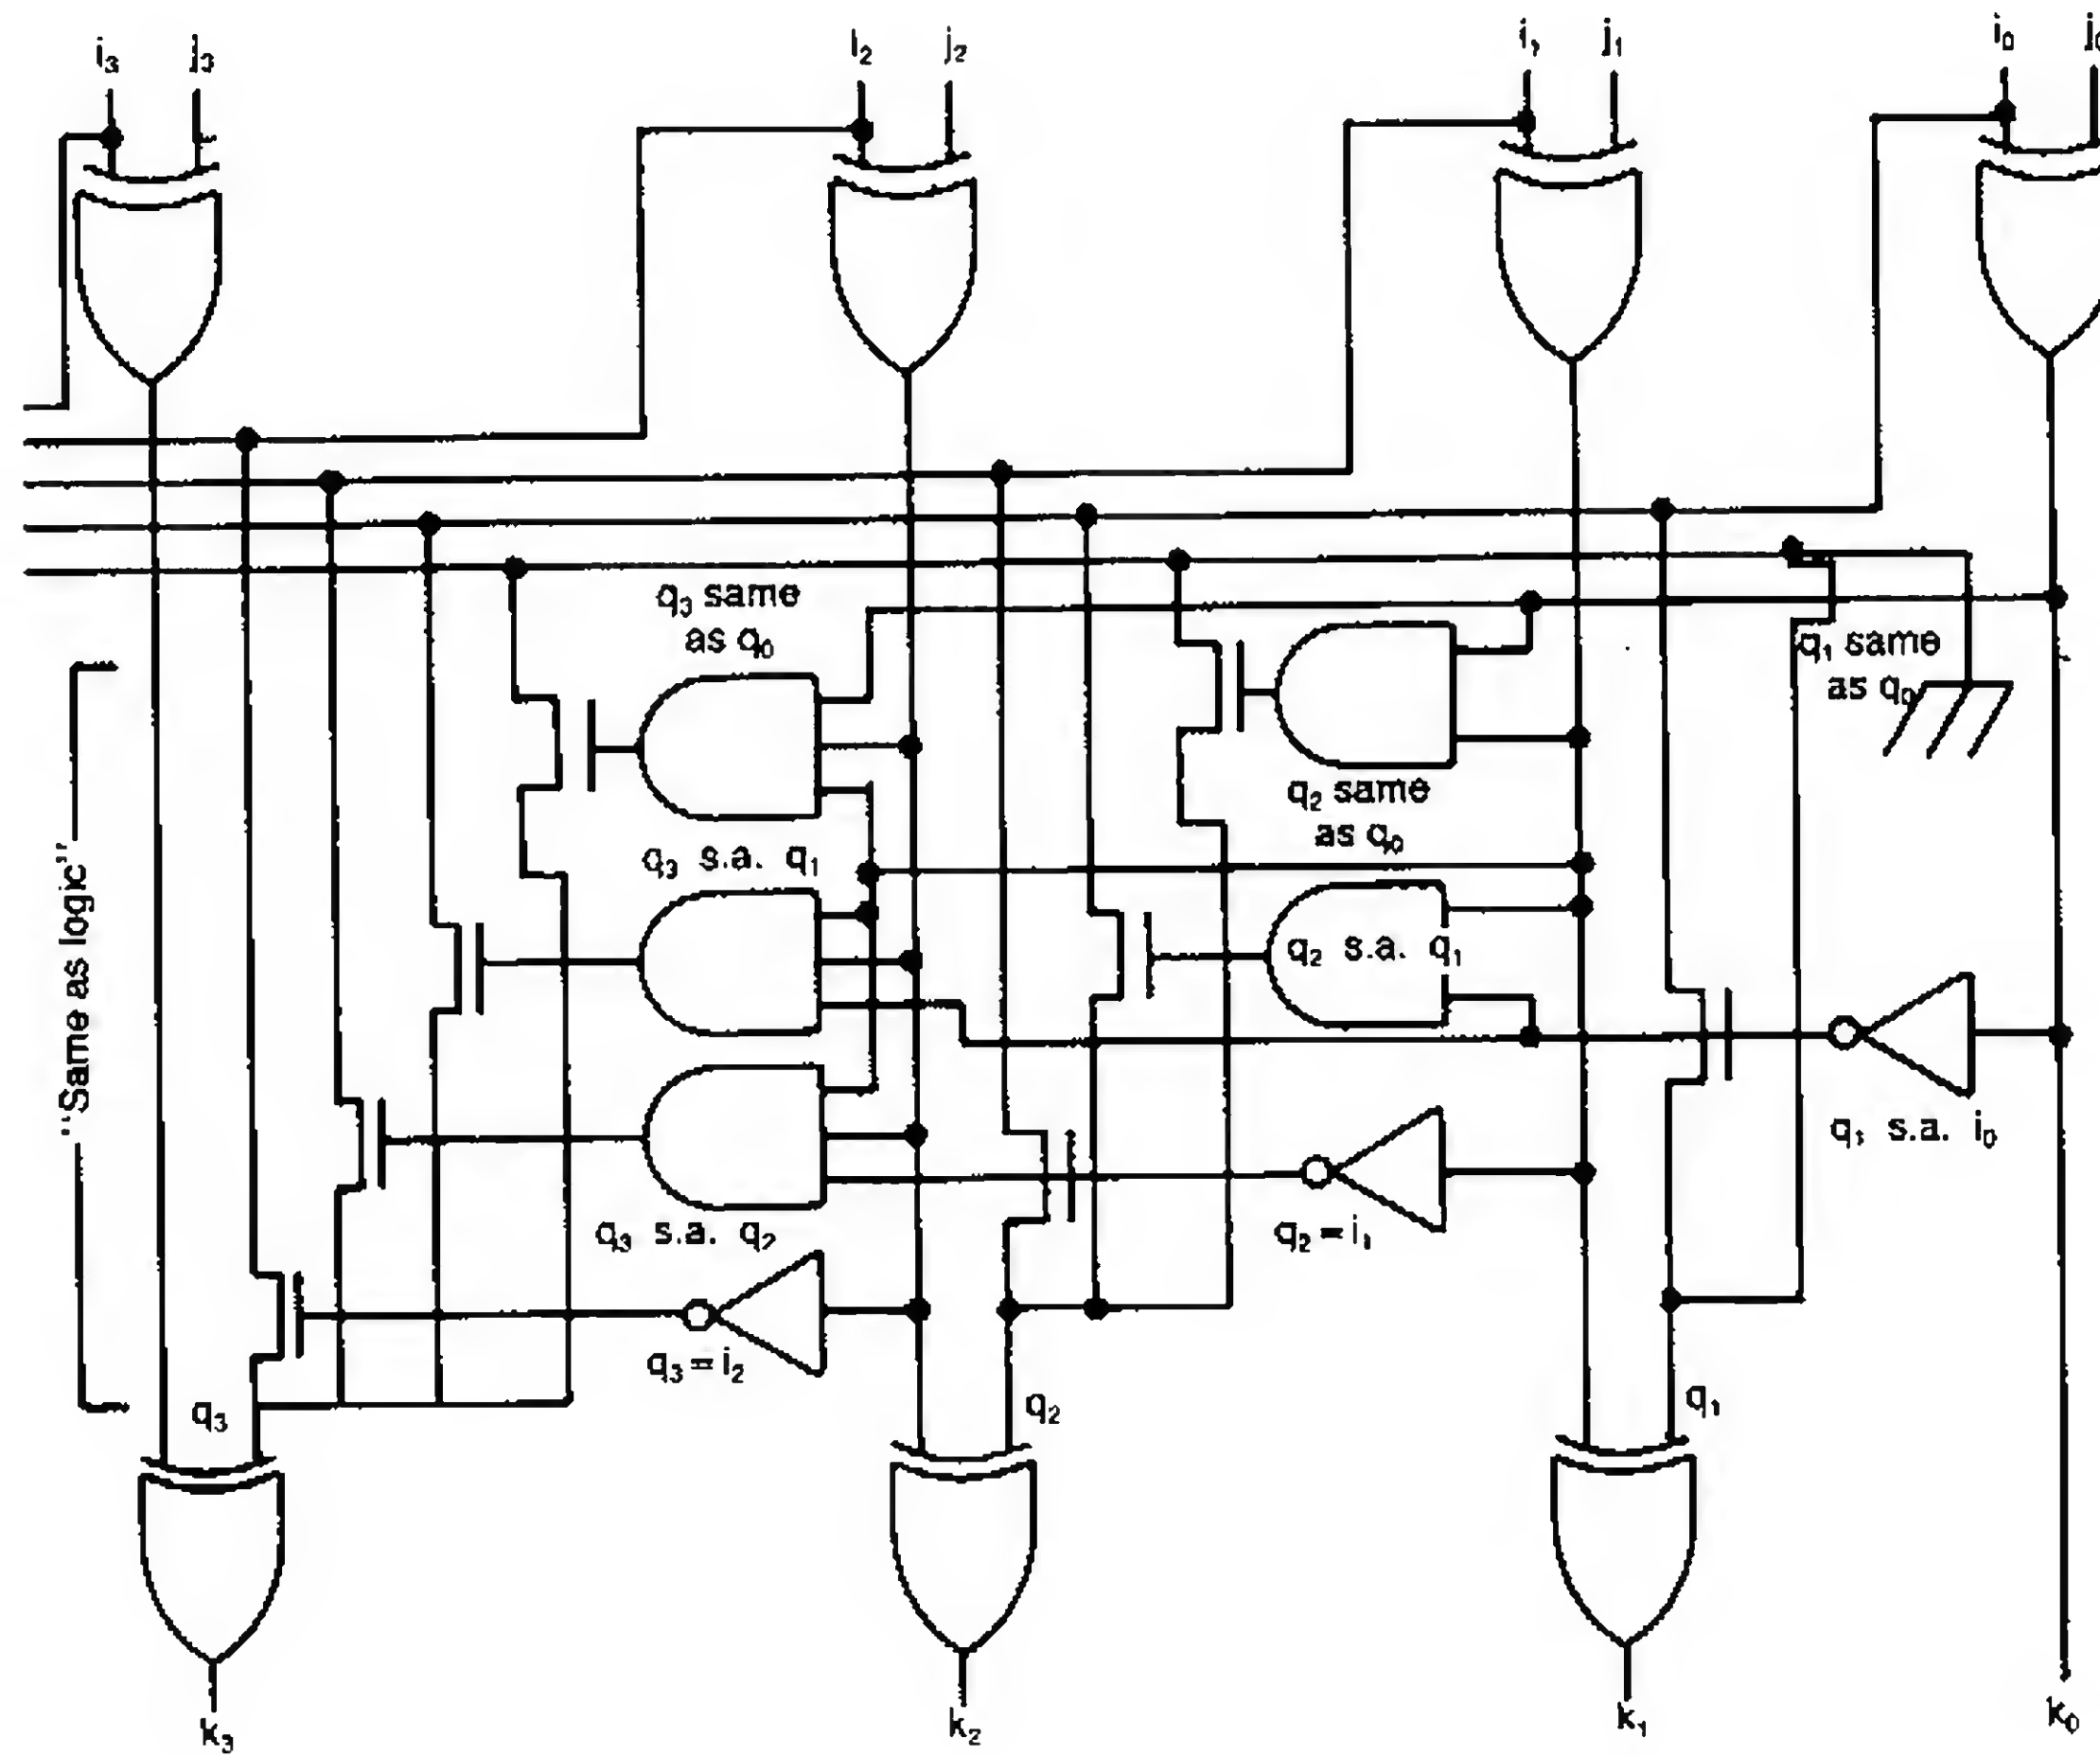 i₃ j₃ i₂ j₂ i₁ j₁ i₀ j₀
q₃ same
as q₀
q₁ same
as q₀
q₂ same
as q₀
q₃ s.a. q₁
"Same as logic"
q₂ s.a. q₁
q₁ s.a. i₀
q₃ s.a. q₂
q₂ = i₁
q₃ = i₂
q₃ q₂ q₁
k₃ k₂ k₁ k₀